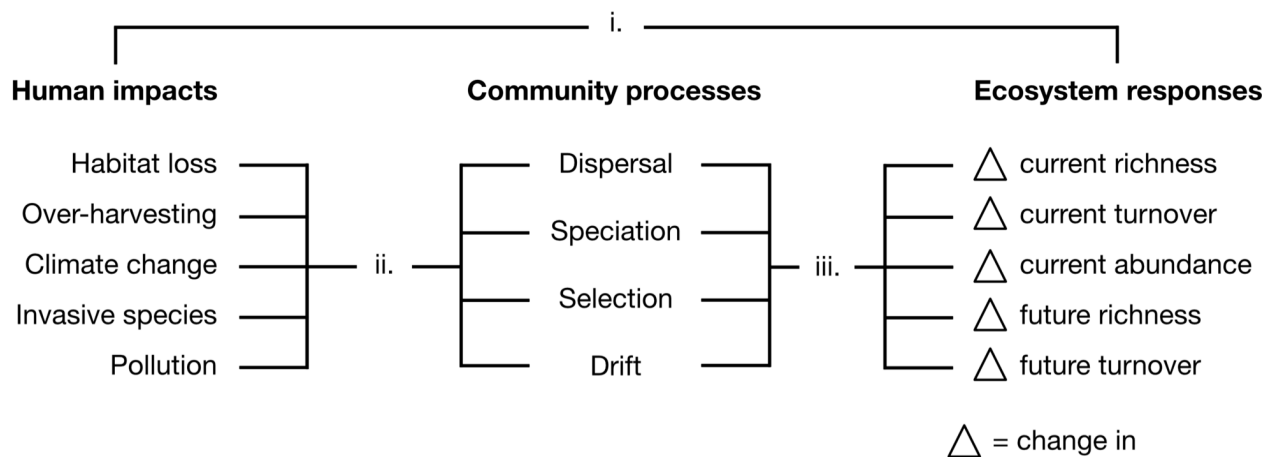 i.
Human impacts
Community processes
Ecosystem responses
Habitat loss
Over-harvesting
Climate change
Invasive species
Pollution
ii.
Dispersal
Speciation
Selection
Drift
iii.
△ current richness
△ current turnover
△ current abundance
△ future richness
△ future turnover
△ = change in